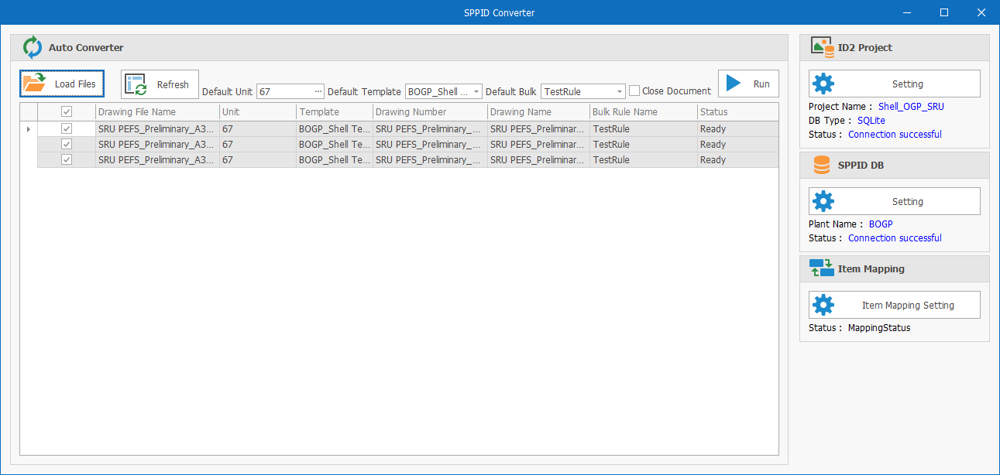 SPPID Converter
Auto Converter
Load Files
Refresh
Default Unit 67 ... Default Template BOGP_Shell ... Default Bulk TestRule Close Document
Run
Drawing File Name Unit Template Drawing Number Drawing Name Bulk Rule Name Status
SRU PEFS_Preliminary_A3... 67 BOGP_Shell Te... SRU PEFS_Preliminary_... SRU PEFS_Preliminar... TestRule Ready
SRU PEFS_Preliminary_A3... 67 BOGP_Shell Te... SRU PEFS_Preliminary_... SRU PEFS_Preliminar... TestRule Ready
SRU PEFS_Preliminary_A3... 67 BOGP_Shell Te... SRU PEFS_Preliminary_... SRU PEFS_Preliminar... TestRule Ready
ID2 Project
Setting
Project Name : Shell_OGP_SRU
DB Type : SQLite
Status : Connection successful
SPPID DB
Setting
Plant Name : BOGP
Status : Connection successful
Item Mapping
Item Mapping Setting
Status : MappingStatus